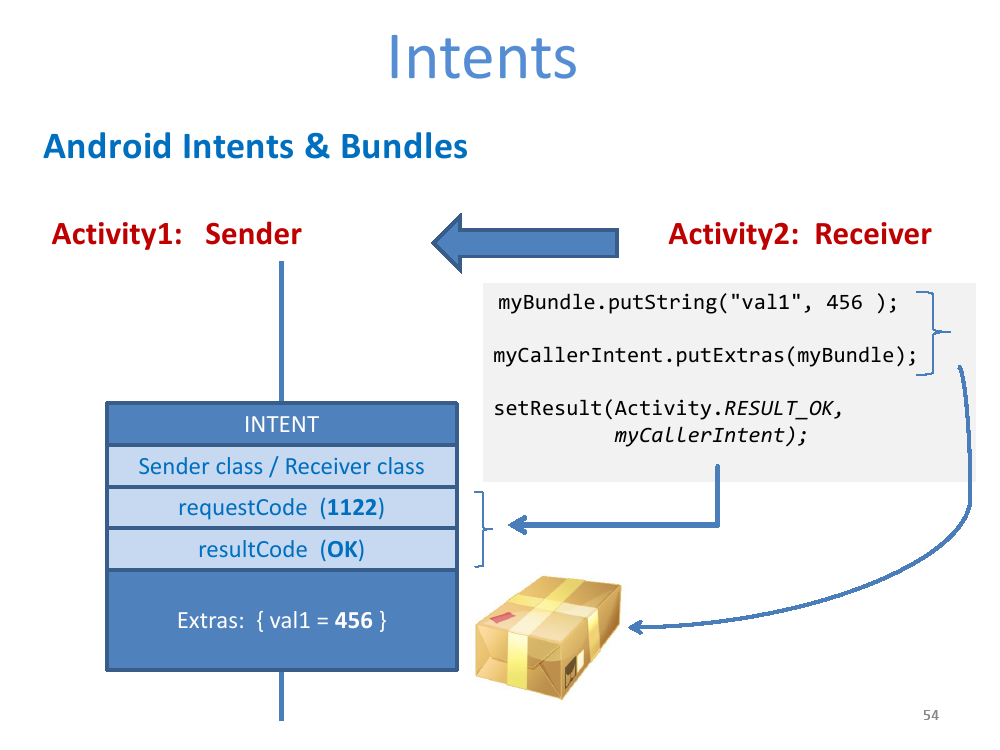 Intents
Android Intents & Bundles
Activity1: Sender
Activity2: Receiver
myBundle.putString("val1", 456 );
myCallerIntent.putExtras(myBundle);
setResult(Activity.RESULT_OK,
myCallerIntent);
INTENT
Sender class / Receiver class
requestCode (1122)
resultCode (OK)
Extras: { val1 = 456 }
54